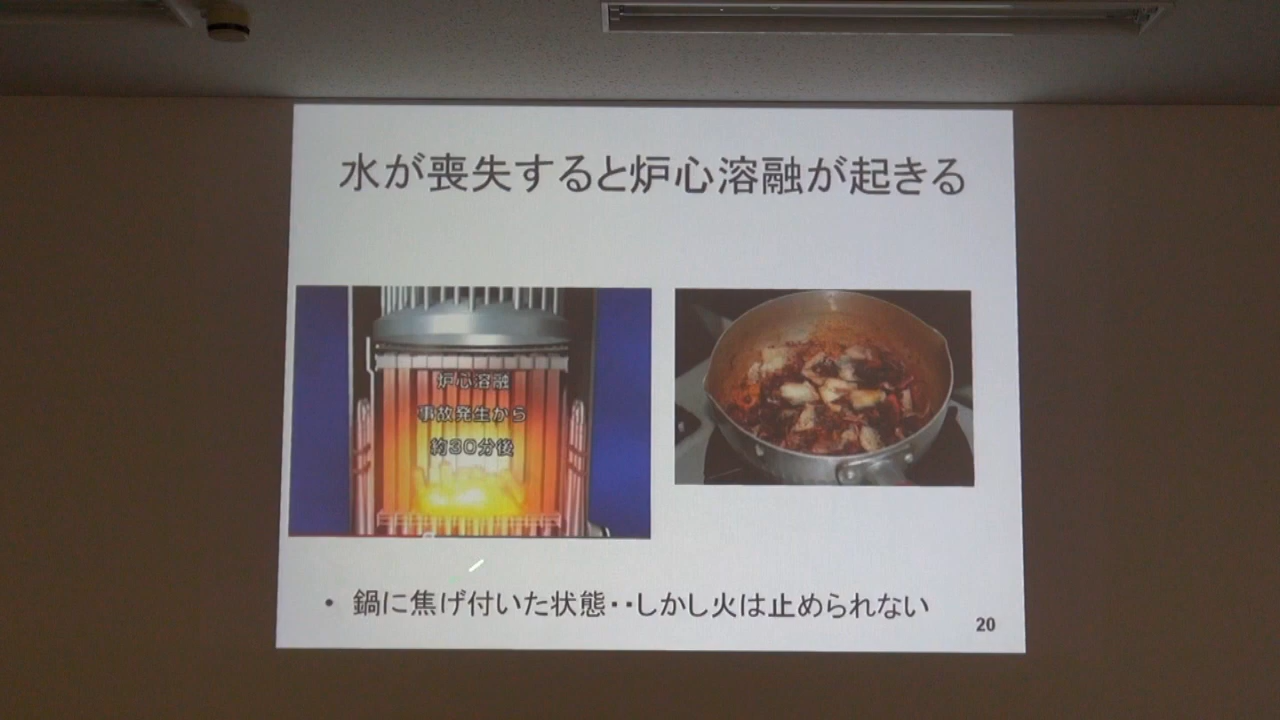 水が喪失すると炉心溶融が起きる
炉心溶融
事故発生から
約30分後
• 鍋に焦げ付いた状態・・しかし火は止められない
20